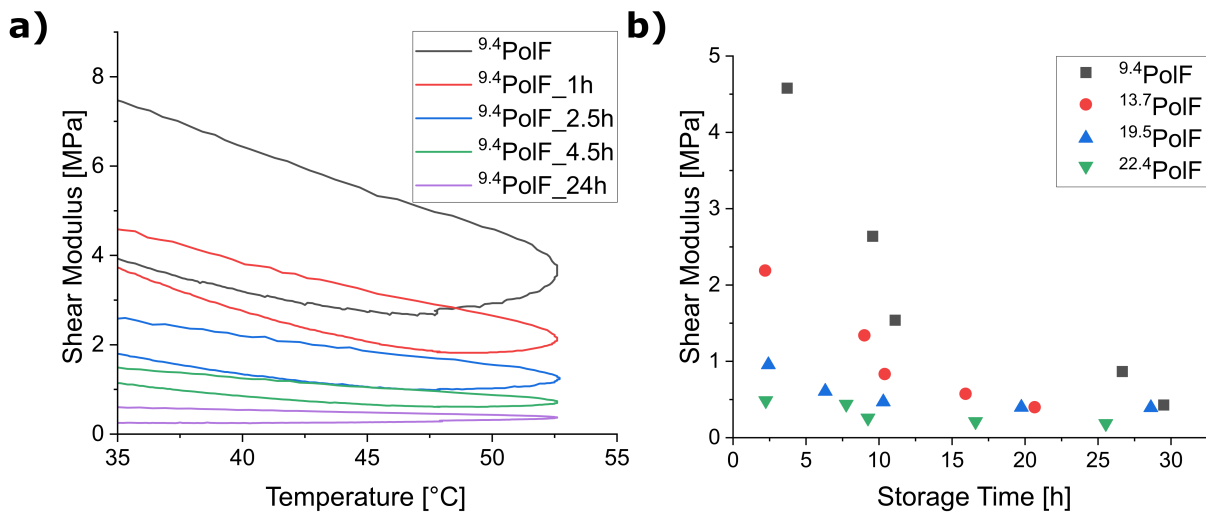 a)
⁹·⁴PolF
⁹·⁴PolF_1h
⁹·⁴PolF_2.5h
⁹·⁴PolF_4.5h
⁹·⁴PolF_24h
Shear Modulus [MPa]
8
6
4
2
0
35
40
45
50
55
Temperature [°C]
b)
⁹·⁴PolF
¹³·⁷PolF
¹⁹·⁵PolF
²²·⁴PolF
Shear Modulus [MPa]
5
4
3
2
1
0
0
5
10
15
20
25
30
Storage Time [h]